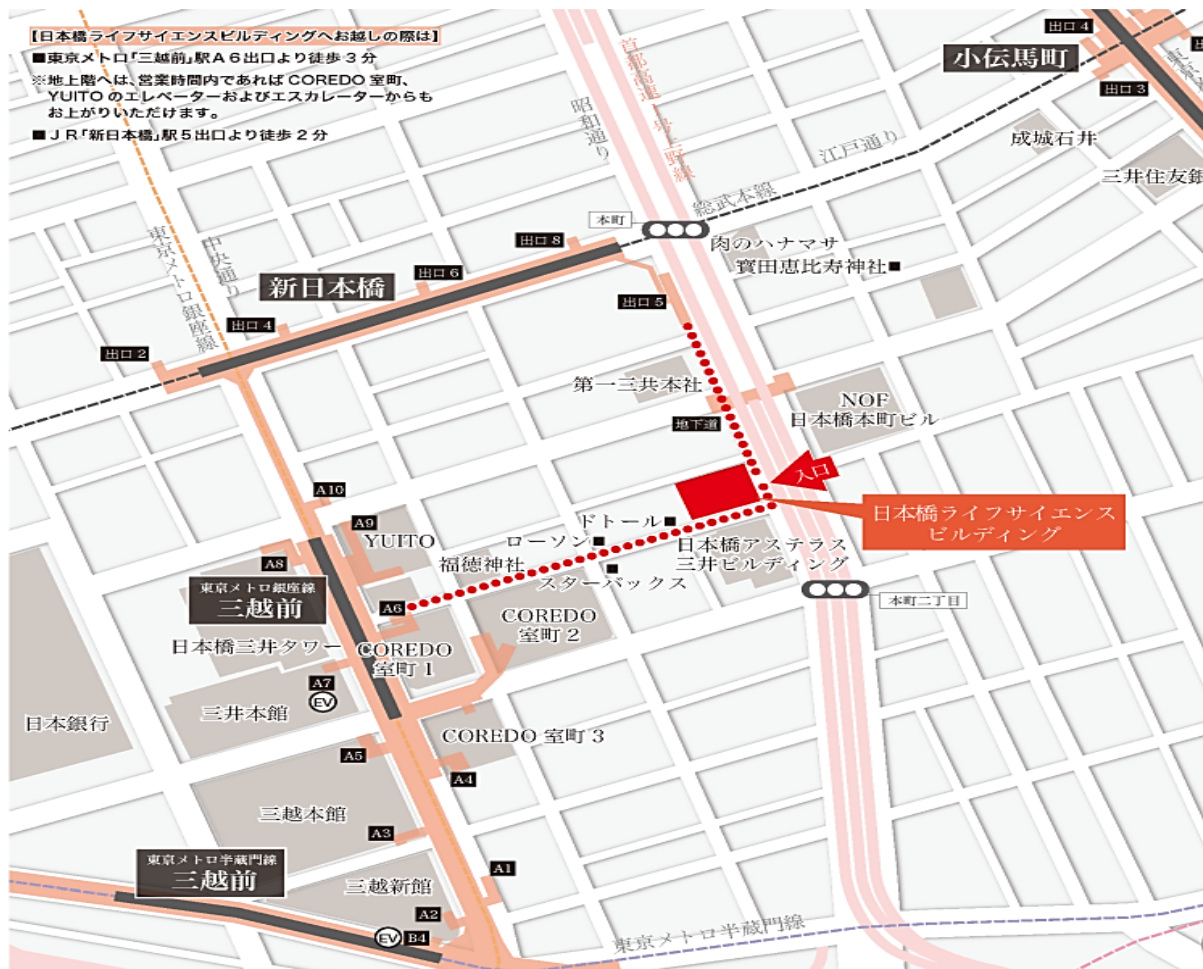 【日本橋ライフサイエンスビルディングへお越しの際は】
■東京メトロ「三越前」駅A6出口より徒歩3分
※地上階へは、営業時間内であれば COREDO 室町、
YUITO のエレベーターおよびエスカレーターからも
お上がりいただけます。
■JR「新日本橋」駅5出口より徒歩2分
出口4
小伝馬町
出口3
成城石井
三井住友銀
昭和通り
首都高速一号上野線
江戸通り
総武本線
本町
肉のハナマサ
寳田恵比寿神社■
東京メトロ銀座線
中央通り
新日本橋
出口8
出口6
出口4
出口2
出口5
第一三共本社
地下道
NOF
日本橋本町ビル
入口
日本橋ライフサイエンス
ビルディング
A10
A9
YUITO
A8
東京メトロ銀座線
三越前
福徳神社
ドトール■
ローソン■
■スターバックス
日本橋アステラス
三井ビルディング
本町二丁目
A6
COREDO
室町1
COREDO
室町2
日本橋三井タワー
A7
EV
三井本館
日本銀行
COREDO 室町3
A5
A4
三越本館
A3
東京メトロ半蔵門線
三越前
三越新館
A1
A2
EV
B4
東京メトロ半蔵門線